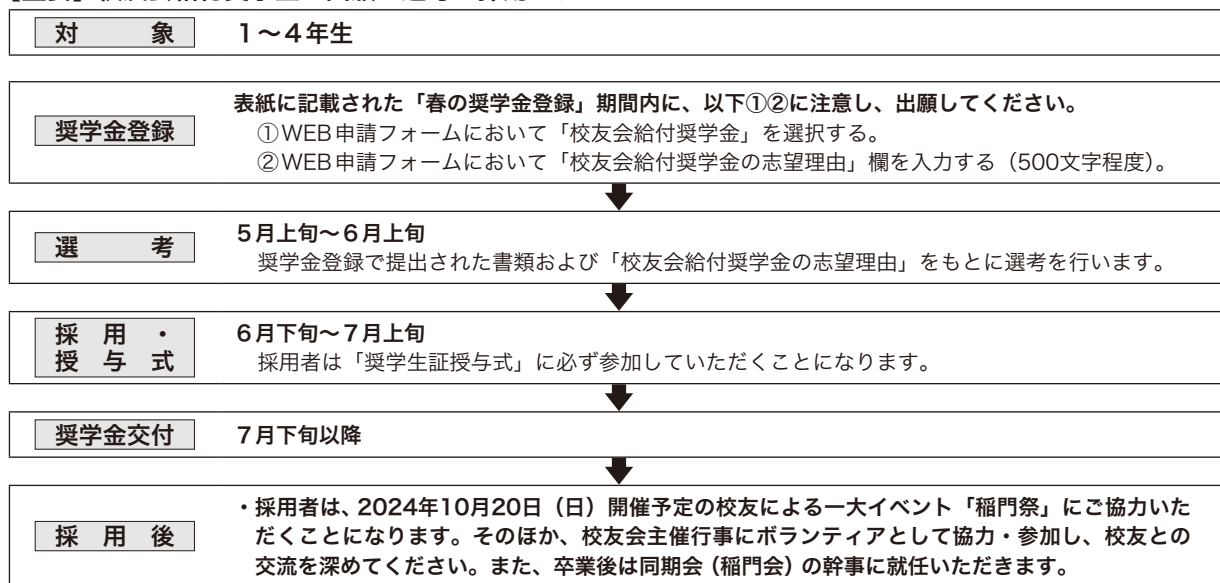 対象 1~4年生
表紙に記載された「春の奨学金登録」期間内に、以下①②に注意し、出願してください。
奨学金登録
①WEB申請フォームにおいて「校友会給付奨学金」を選択する。
②WEB申請フォームにおいて「校友会給付奨学金の志望理由」欄を入力する(500文字程度)。
選考
5月上旬~6月上旬
奨学金登録で提出された書類および「校友会給付奨学金の志望理由」をもとに選考を行います。
採用・
授与式
6月下旬~7月上旬
採用者は「奨学生証授与式」に必ず参加していただくことになります。
奨学金交付 7月下旬以降
採用後
・採用者は、2024年10月20日(日)開催予定の校友による一大イベント「稲門祭」にご協力いた
だくことになります。そのほか、校友会主催行事にボランティアとして協力・参加し、校友との
交流を深めてください。また、卒業後は同期会(稲門会)の幹事に就任いただきます。